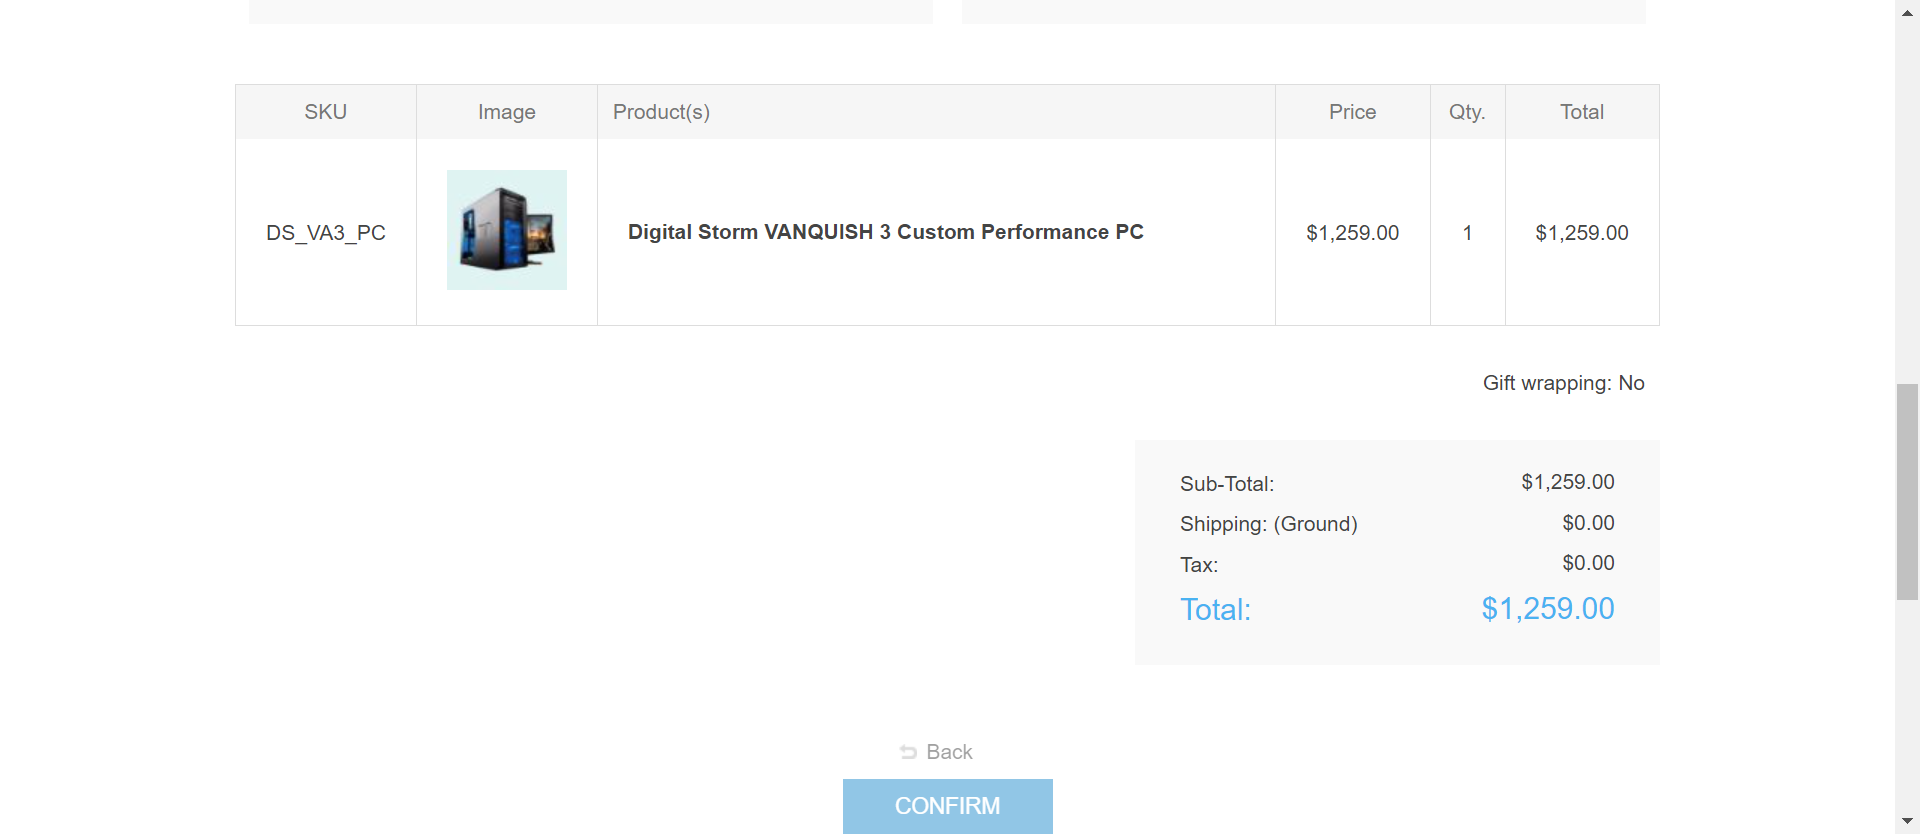 SKU Image Product(s) Price Qty. Total
DS_VA3_PC Digital Storm VANQUISH 3 Custom Performance PC $1,259.00 1 $1,259.00
Gift wrapping: No
Sub-Total: $1,259.00
Shipping: (Ground) $0.00
Tax: $0.00
Total: $1,259.00
Back
CONFIRM